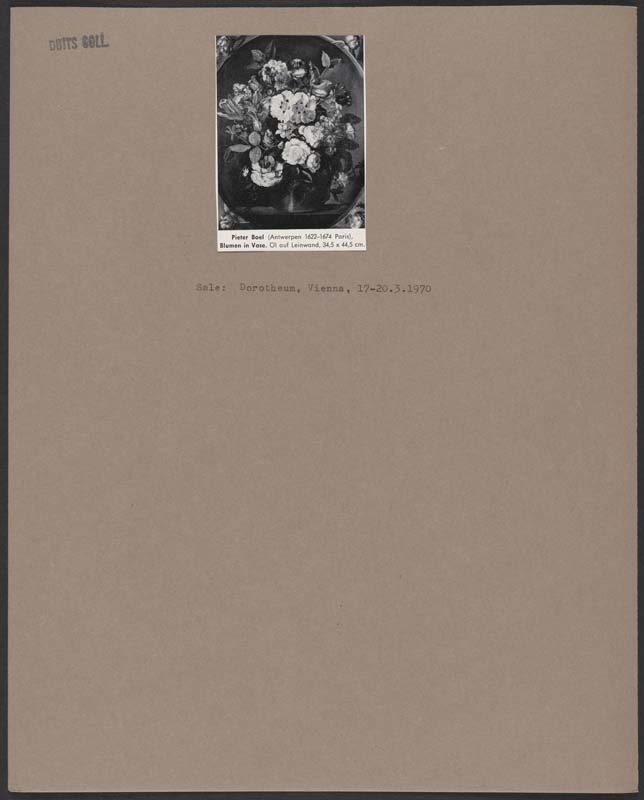 DUITS COLL.
Pieter Boel (Antwerpen 1622–1674 Paris),
Blumen in Vase. Öl auf Leinwand, 34,5 x 44,5 cm.
Sale: Dorotheum, Vienna, 17-20.3.1970